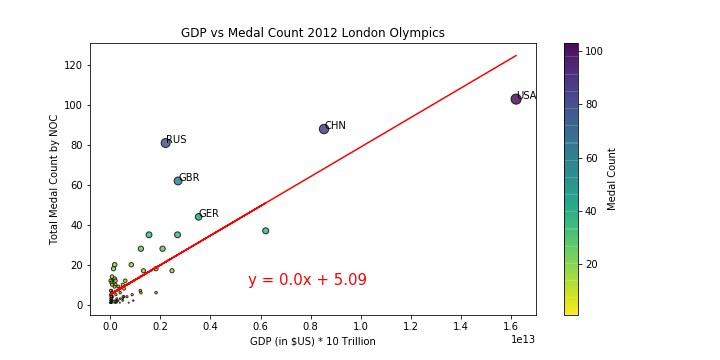 GDP vs Medal Count 2012 London Olympics
120
100
80
60
40
20
0
Total Medal Count by NOC
USA
CHN
RUS
GBR
GER
y = 0.0x + 5.09
0.0 0.2 0.4 0.6 0.8 1.0 1.2 1.4 1.6
1e13
GDP (in $US) * 10 Trillion
100
80
60
40
20
Medal Count